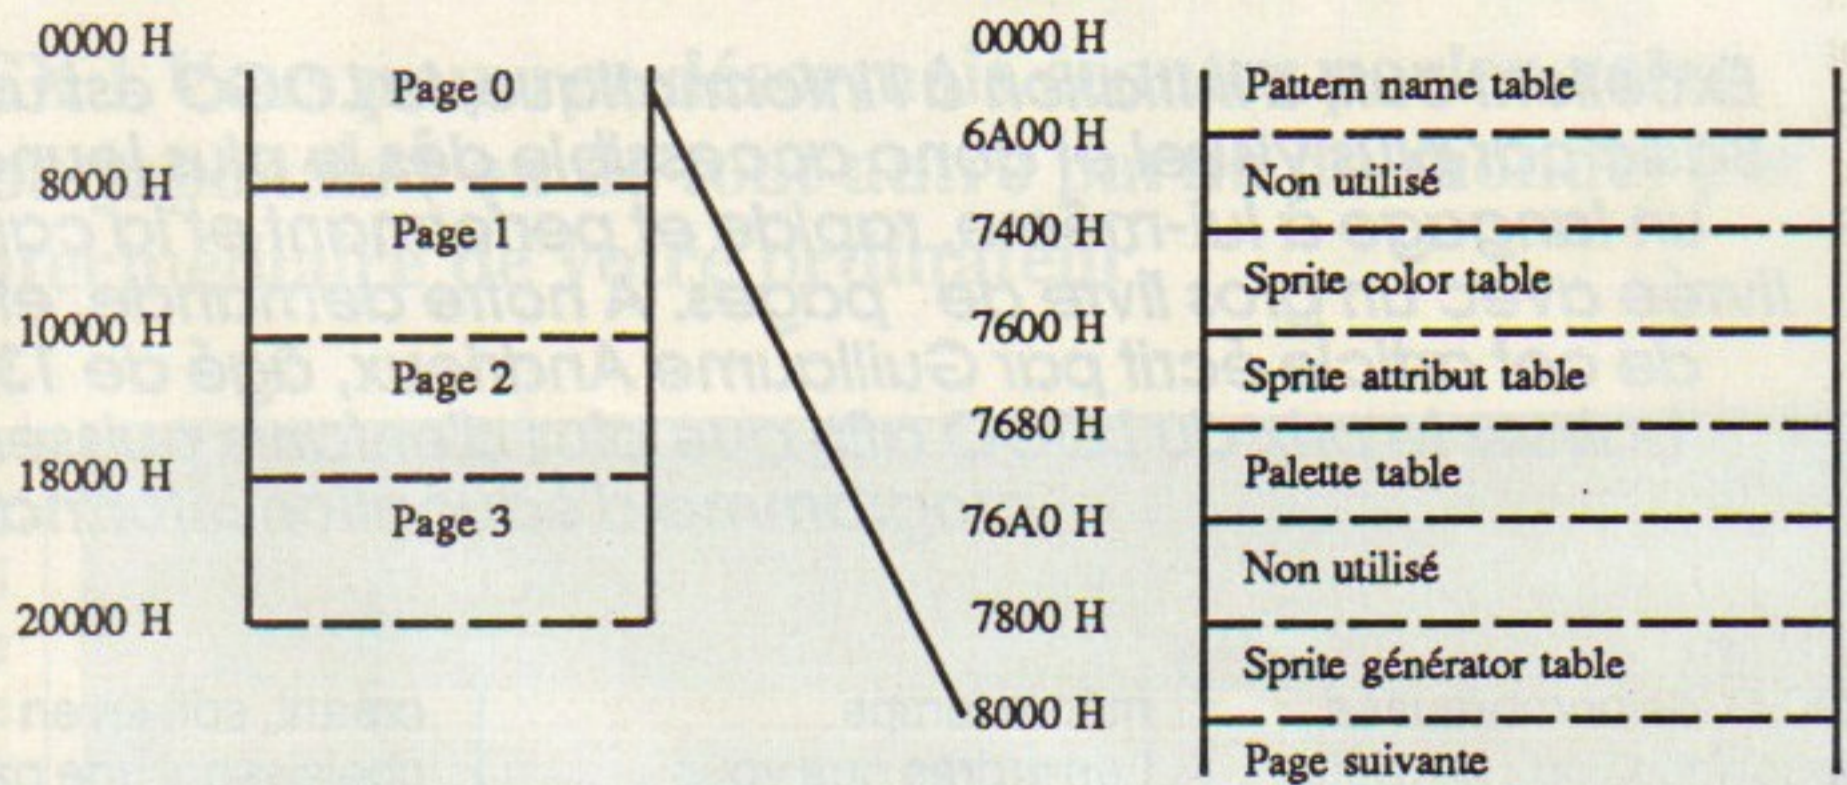 0000 H
Page 0
8000 H
Page 1
10000 H
Page 2
18000 H
Page 3
20000 H
0000 H
Pattern name table
6A00 H
Non utilisé
7400 H
Sprite color table
7600 H
Sprite attribut table
7680 H
Palette table
76A0 H
Non utilisé
7800 H
Sprite générator table
8000 H
Page suivante